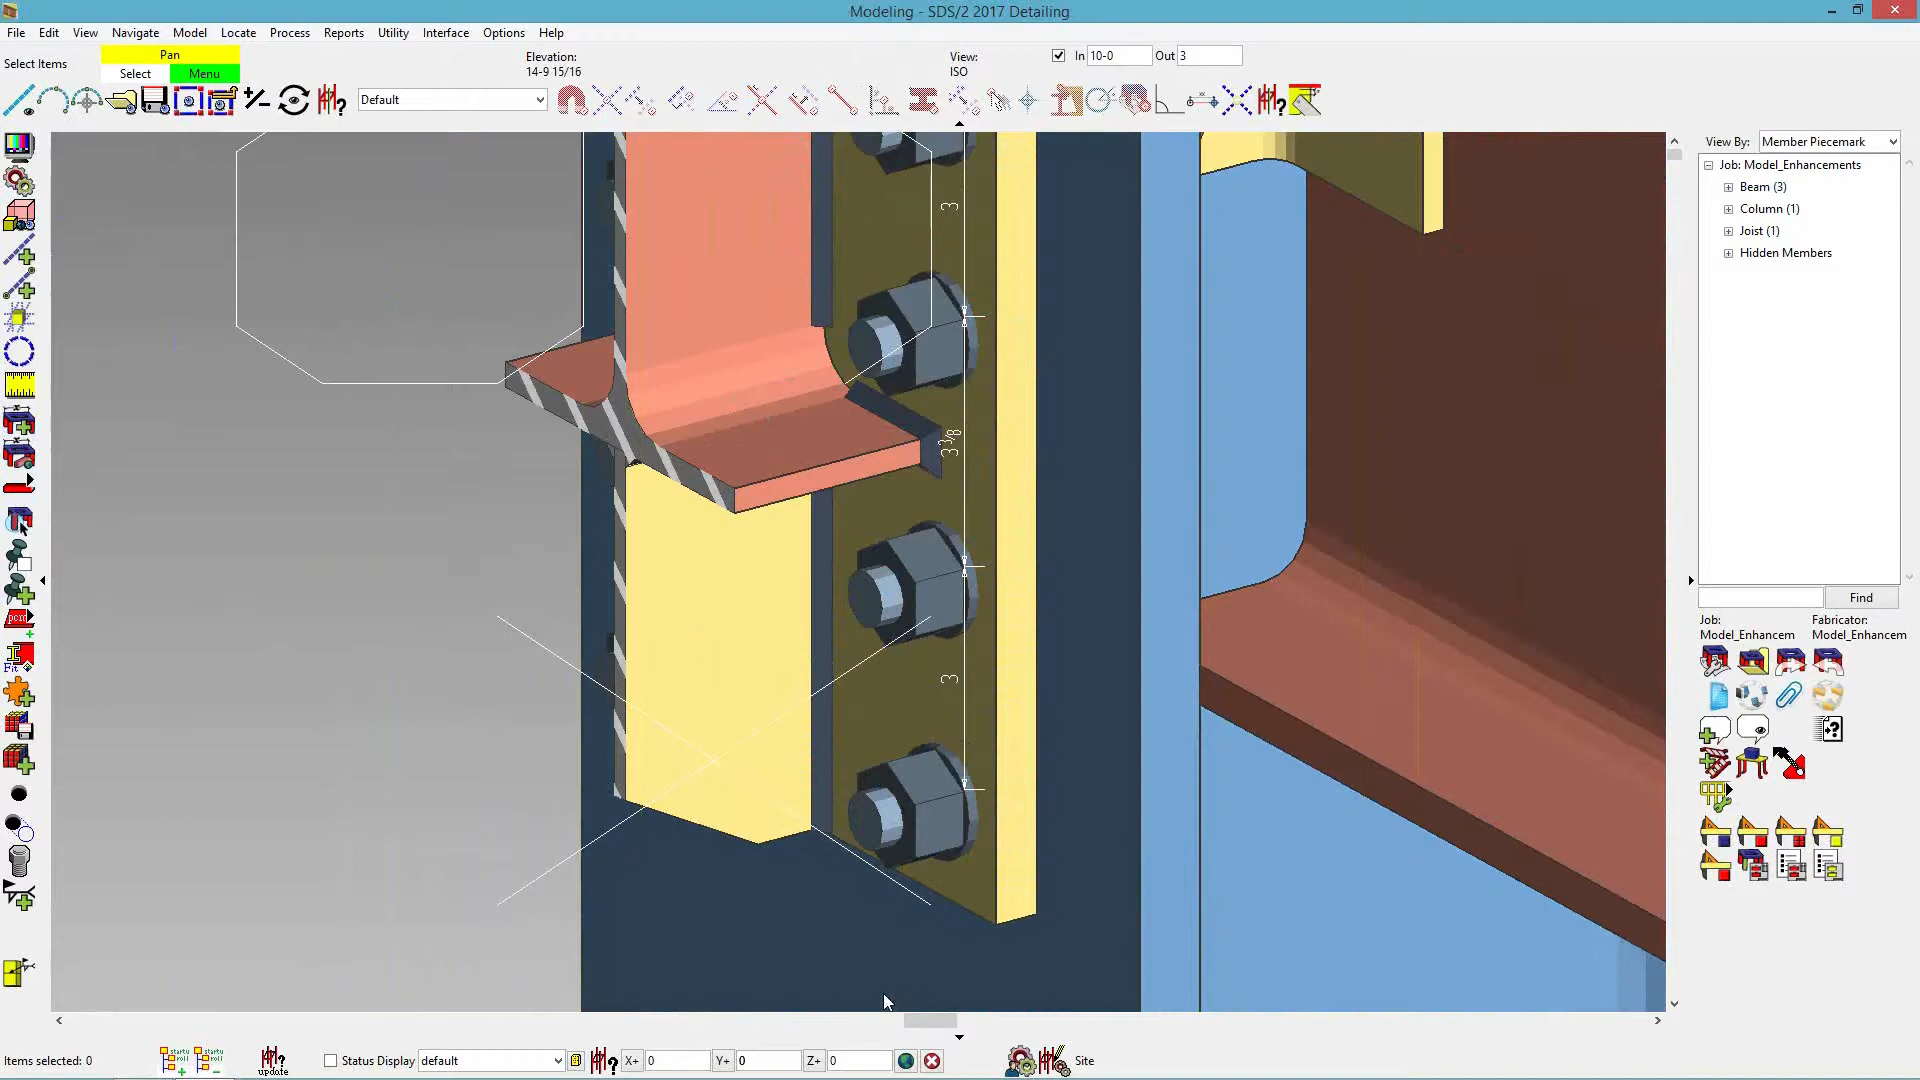 Modeling - SDS/2 2017 Detailing
File Edit View Navigate Model Locate Process Reports Utility Interface Options Help
Select Items
Pan
Select Menu
Elevation:
14-9 15/16
View:
ISO
In 10-0 Out 3
Default
View By: Member Piecemark
Job: Model_Enhancements
Beam (3)
Column (1)
Joist (1)
Hidden Members
Find
Job: Fabricator:
Model_Enhancem Model_Enhancem
3
3 3/8
3
pcm
Fit
Items selected: 0
update
Status Display default
X+ 0 Y+ 0 Z+ 0
Site